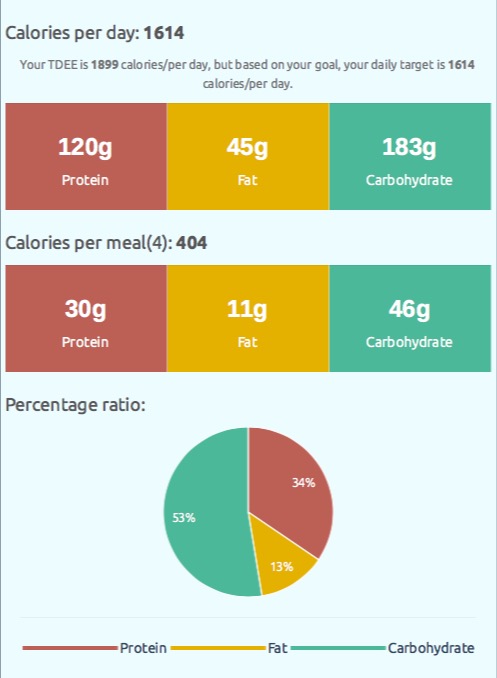 Calories per day: 1614
Your TDEE is 1899 calories/per day, but based on your goal, your daily target is 1614
calories/per day.
120g 45g 183g
Protein Fat Carbohydrate
Calories per meal(4): 404
30g 11g 46g
Protein Fat Carbohydrate
Percentage ratio:
34%
53%
13%
Protein Fat Carbohydrate